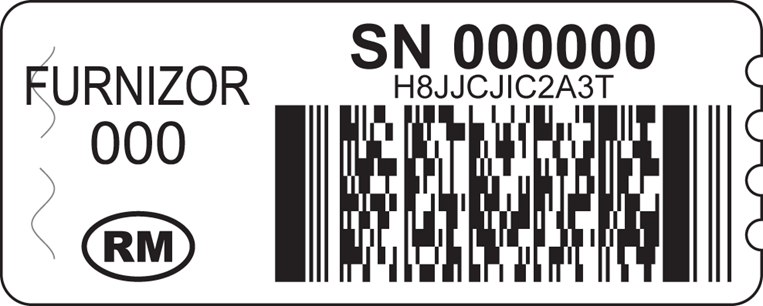 FURNIZOR
000
RM
SN 000000
H8JJCJIC2A3T